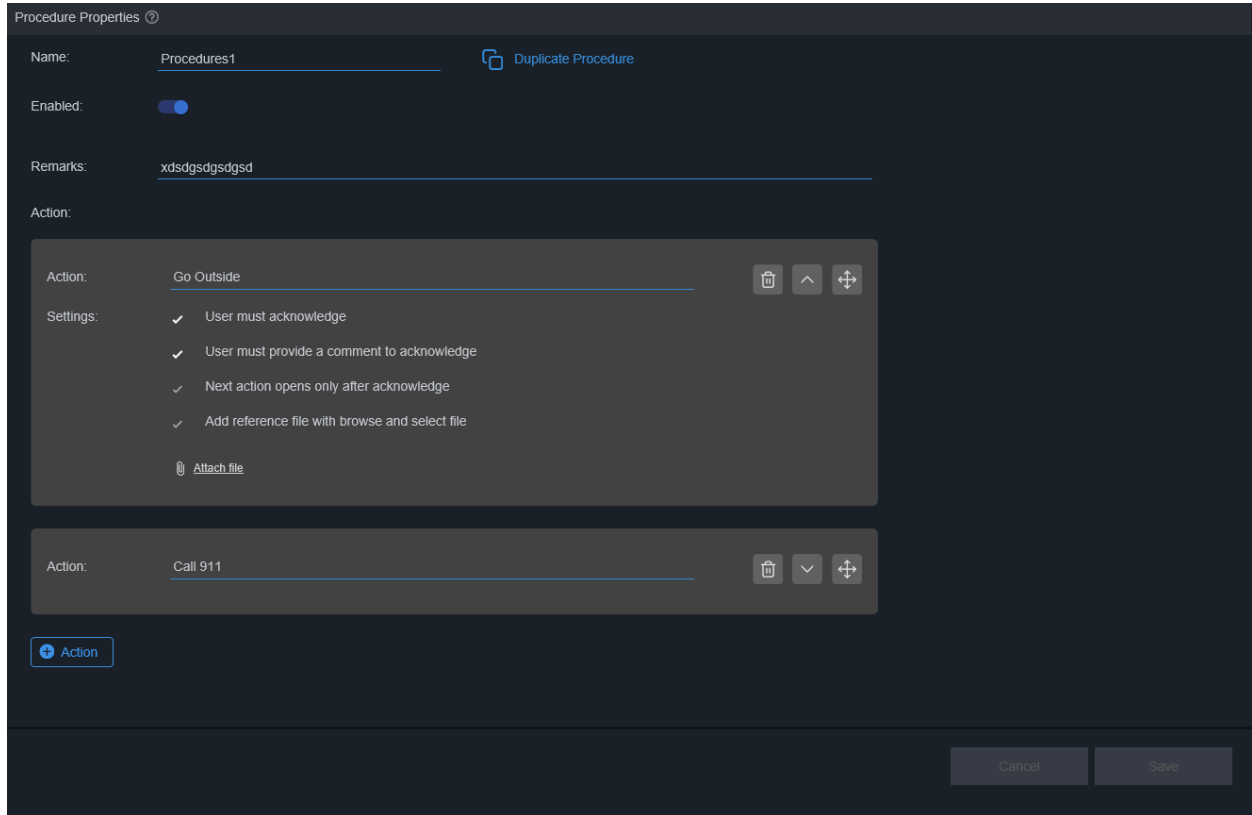 Procedure Properties
Name: Procedures1 Duplicate Procedure
Enabled:
Remarks: xdsdgsdgsdgsd
Action:
Action: Go Outside
Settings: User must acknowledge
User must provide a comment to acknowledge
Next action opens only after acknowledge
Add reference file with browse and select file
Attach file
Action: Call 911
Action
Cancel Save